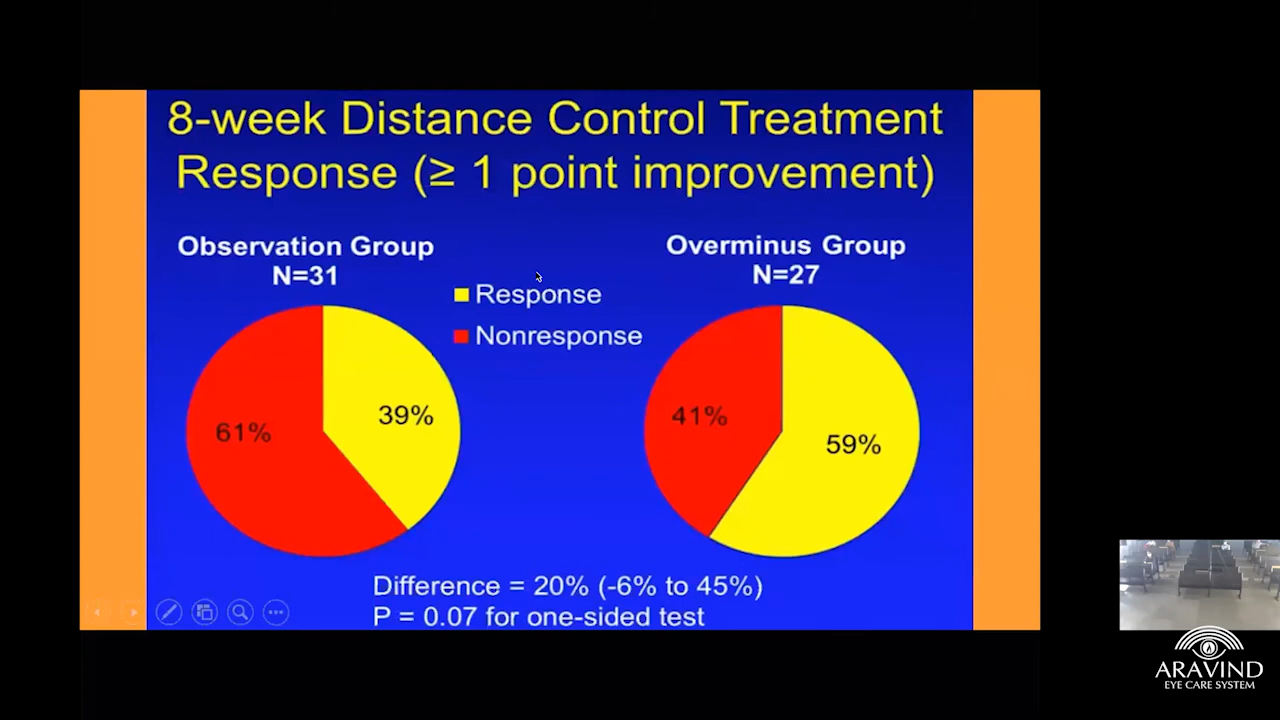 8-week Distance Control Treatment
Response (≥ 1 point improvement)
Observation Group
N=31
Overminus Group
N=27
Response
Nonresponse
61%
39%
41%
59%
Difference = 20% (-6% to 45%)
P = 0.07 for one-sided test
ARAVIND
EYE CARE SYSTEM